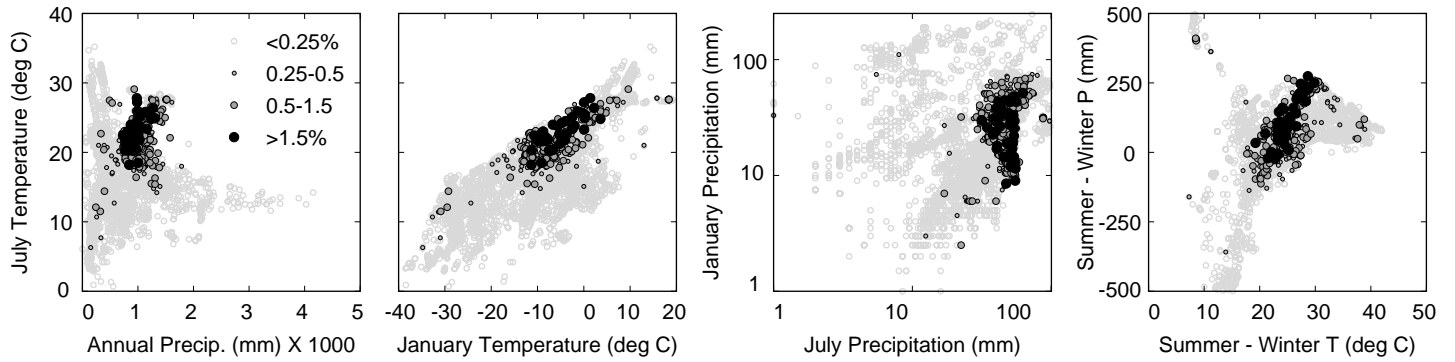 July Temperature (deg C)
40
30
20
10
0
<0.25%
0.25-0.5
0.5-1.5
>1.5%
0 1 2 3 4 5
Annual Precip. (mm) X 1000
-40 -30 -20 -10 0 10 20
January Temperature (deg C)
January Precipitation (mm)
100
10
1
1 10 100
July Precipitation (mm)
Summer - Winter P (mm)
500
250
0
-250
-500
0 10 20 30 40 50
Summer - Winter T (deg C)